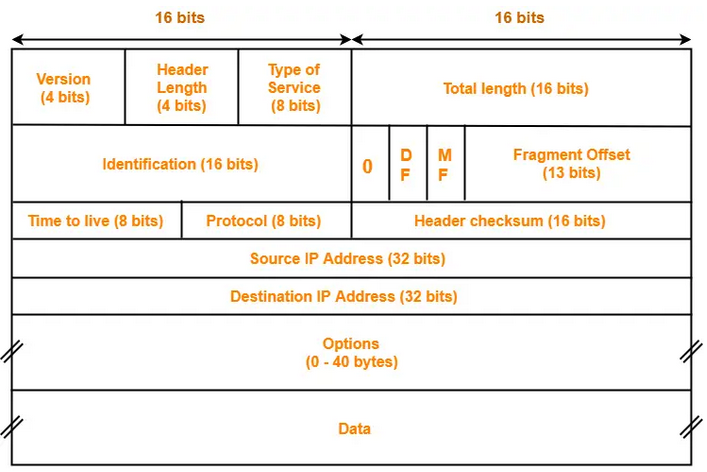 16 bits
16 bits
Version
(4 bits)
Header
Length
(4 bits)
Type of
Service
(8 bits)
Total length (16 bits)
Identification (16 bits)
0
D
F
M
F
Fragment Offset
(13 bits)
Time to live (8 bits)
Protocol (8 bits)
Header checksum (16 bits)
Source IP Address (32 bits)
Destination IP Address (32 bits)
Options
(0 - 40 bytes)
Data